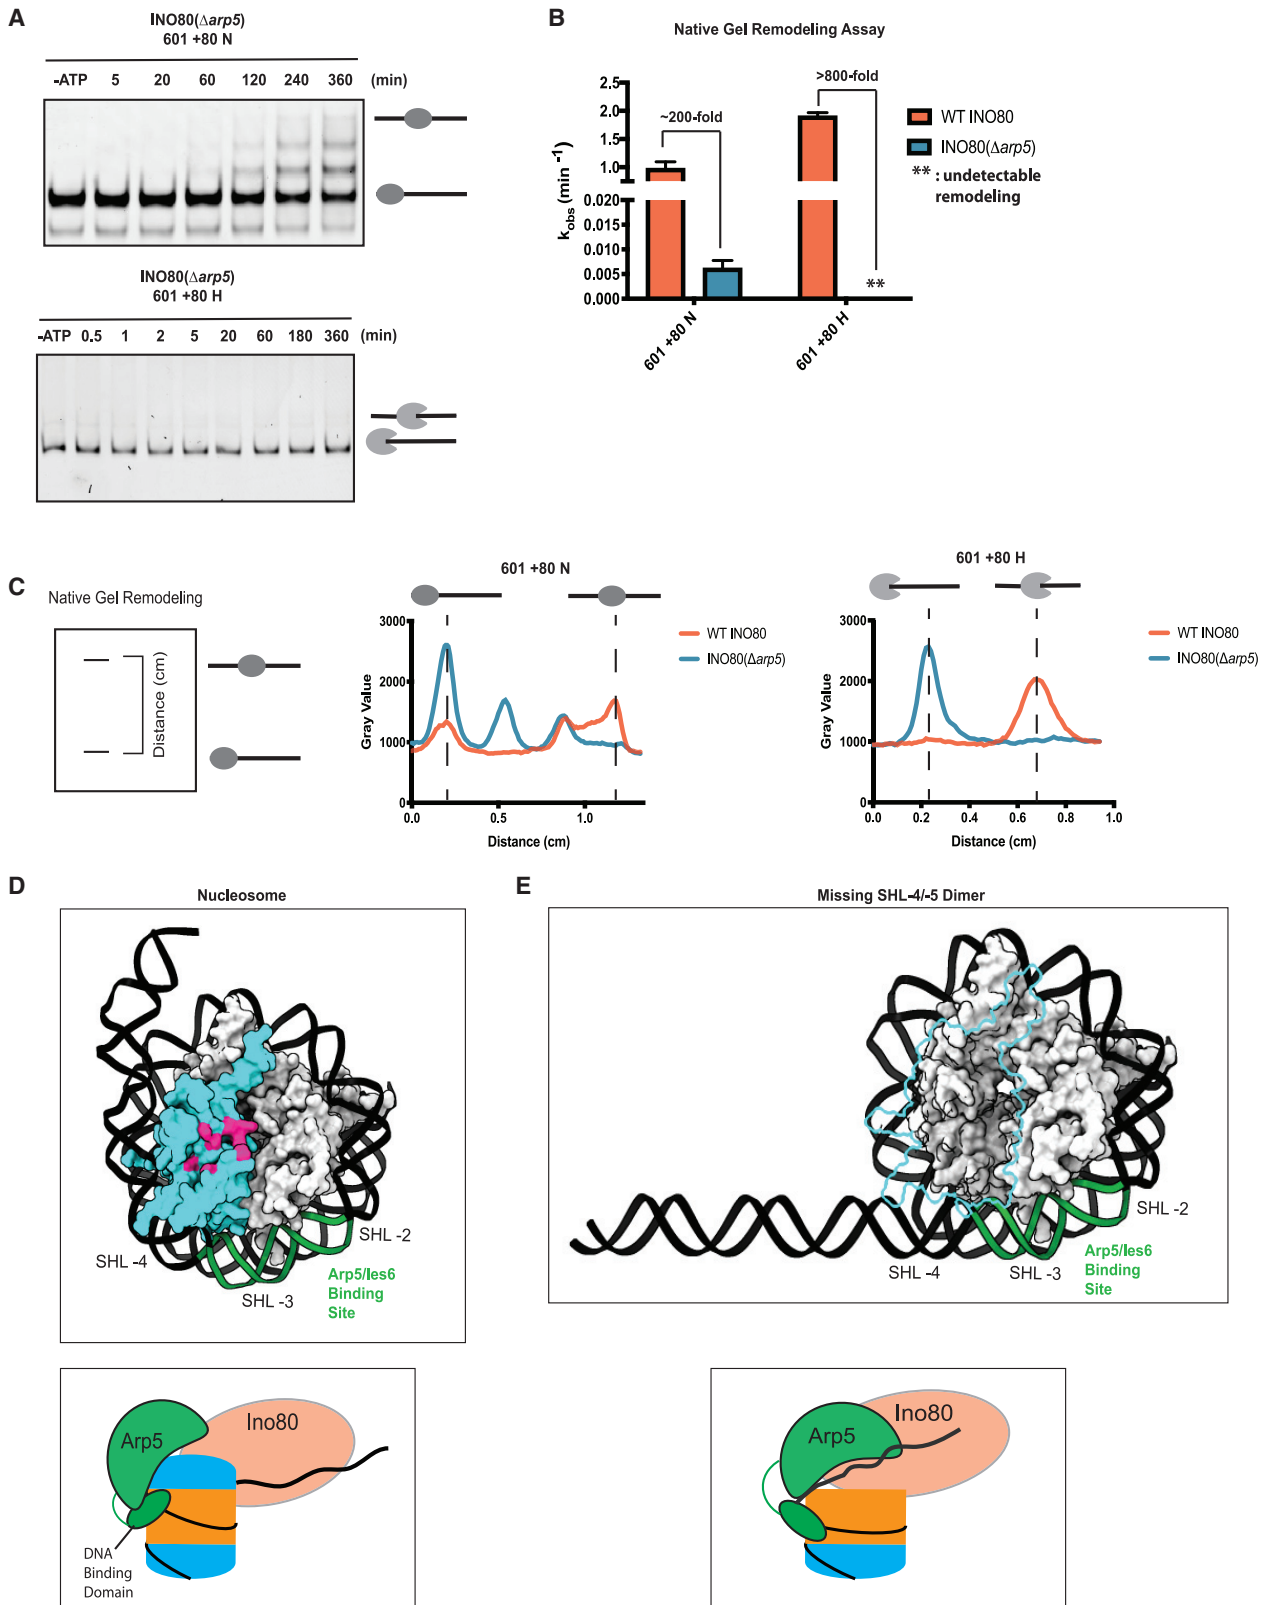 A
INO80(Δarp5)
601 +80 N
-ATP 5 20 60 120 240 360 (min)
INO80(Δarp5)
601 +80 H
-ATP 0.5 1 2 5 20 60 180 360 (min)
B
Native Gel Remodeling Assay
k obs (min -1)
2.5
2.0
1.5
1.0
0.020
0.015
0.010
0.005
0.000
~200-fold
>800-fold
**
601 +80 N
601 +80 H
WT INO80
INO80(Δarp5)
** : undetectable
remodeling
C
Native Gel Remodeling
Distance (cm)
601 +80 N
Gray Value
3000
2000
1000
0
0.0 0.5 1.0
Distance (cm)
WT INO80
INO80(Δarp5)
601 +80 H
Gray Value
3000
2000
1000
0
0.0 0.2 0.4 0.6 0.8 1.0
Distance (cm)
WT INO80
INO80(Δarp5)
D
Nucleosome
SHL -4
SHL -3
SHL -2
Arp5/Ies6
Binding
Site
Arp5
Ino80
DNA
Binding
Domain
E
Missing SHL-4/-5 Dimer
SHL -4
SHL -3
SHL -2
Arp5/Ies6
Binding
Site
Arp5
Ino80